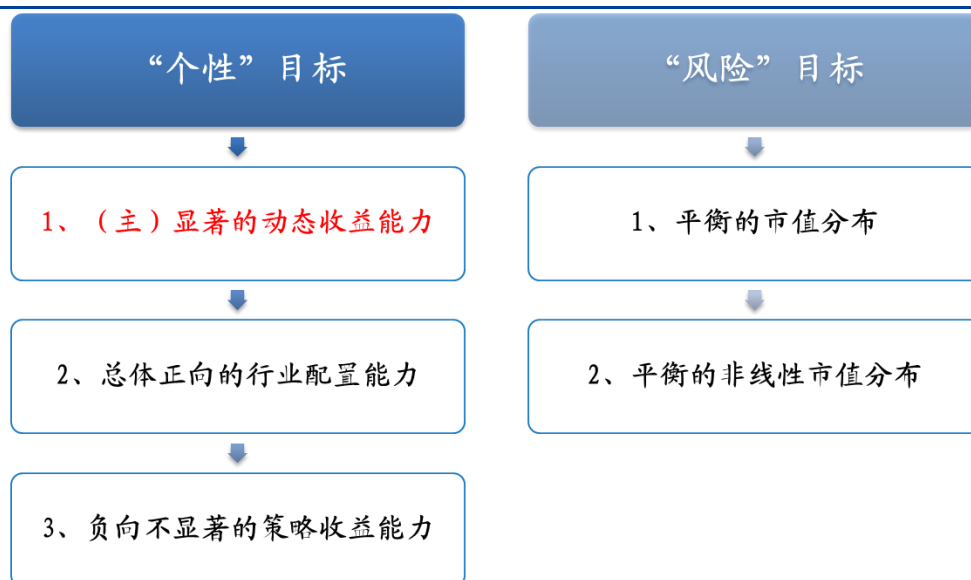 “个性”目标
1、（主）显著的动态收益能力
2、总体正向的行业配置能力
3、负向不显著的策略收益能力
“风险”目标
1、平衡的市值分布
2、平衡的非线性市值分布